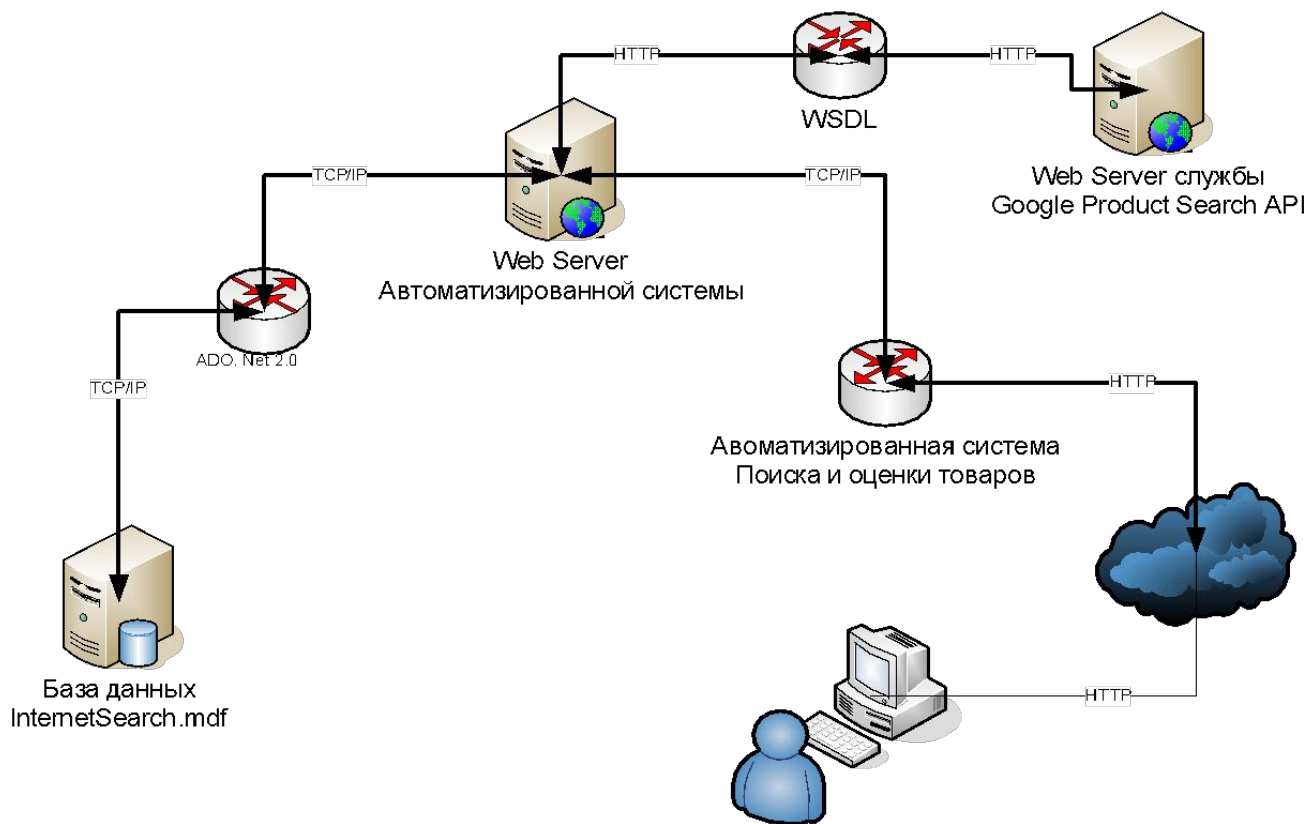 HTTP
HTTP
WSDL
Web Server службы
Google Product Search API
TCP/IP
TCP/IP
Web Server
Автоматизированной системы
ADO. Net 2.0
TCP/IP
HTTP
Авоматизированная система
Поиска и оценки товаров
База данных
InternetSearch.mdf
HTTP